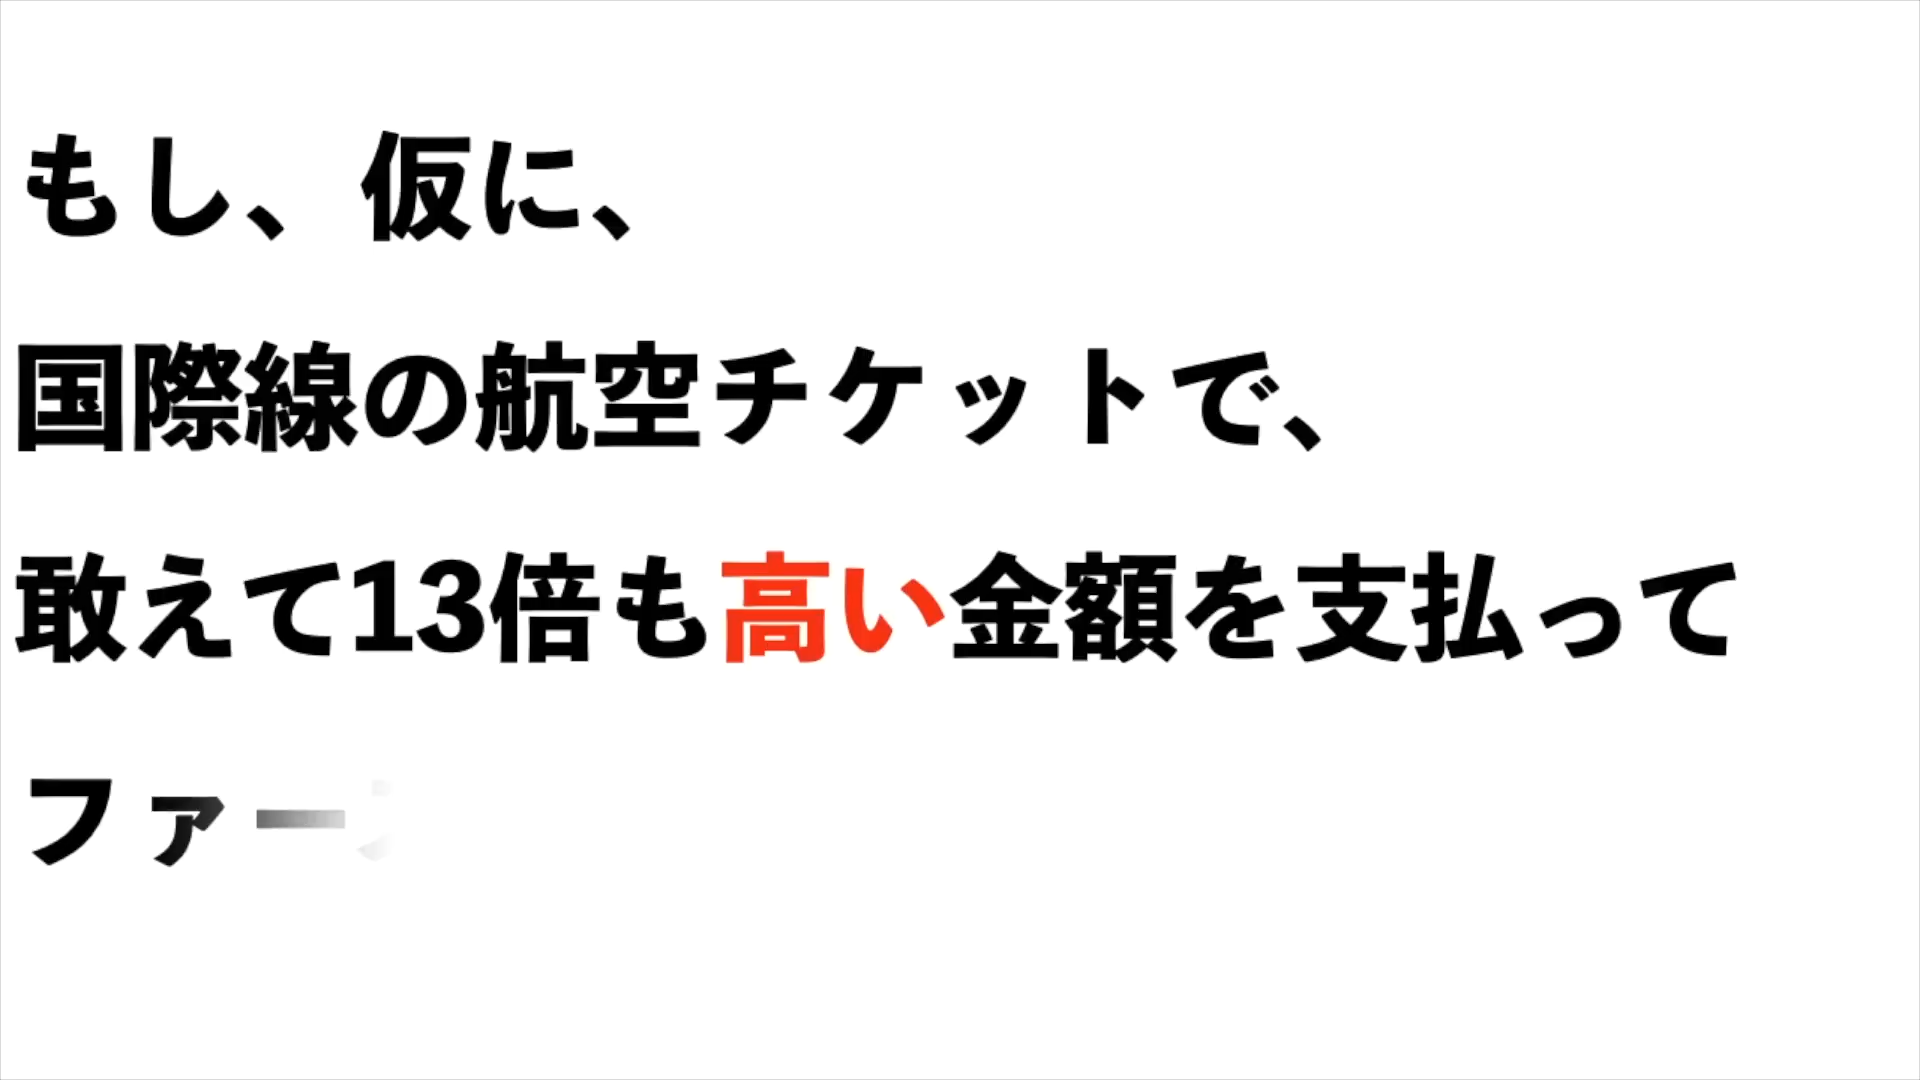 もし、仮に、
国際線の航空チケットで、
敢えて13倍も高い金額を支払って
ファー